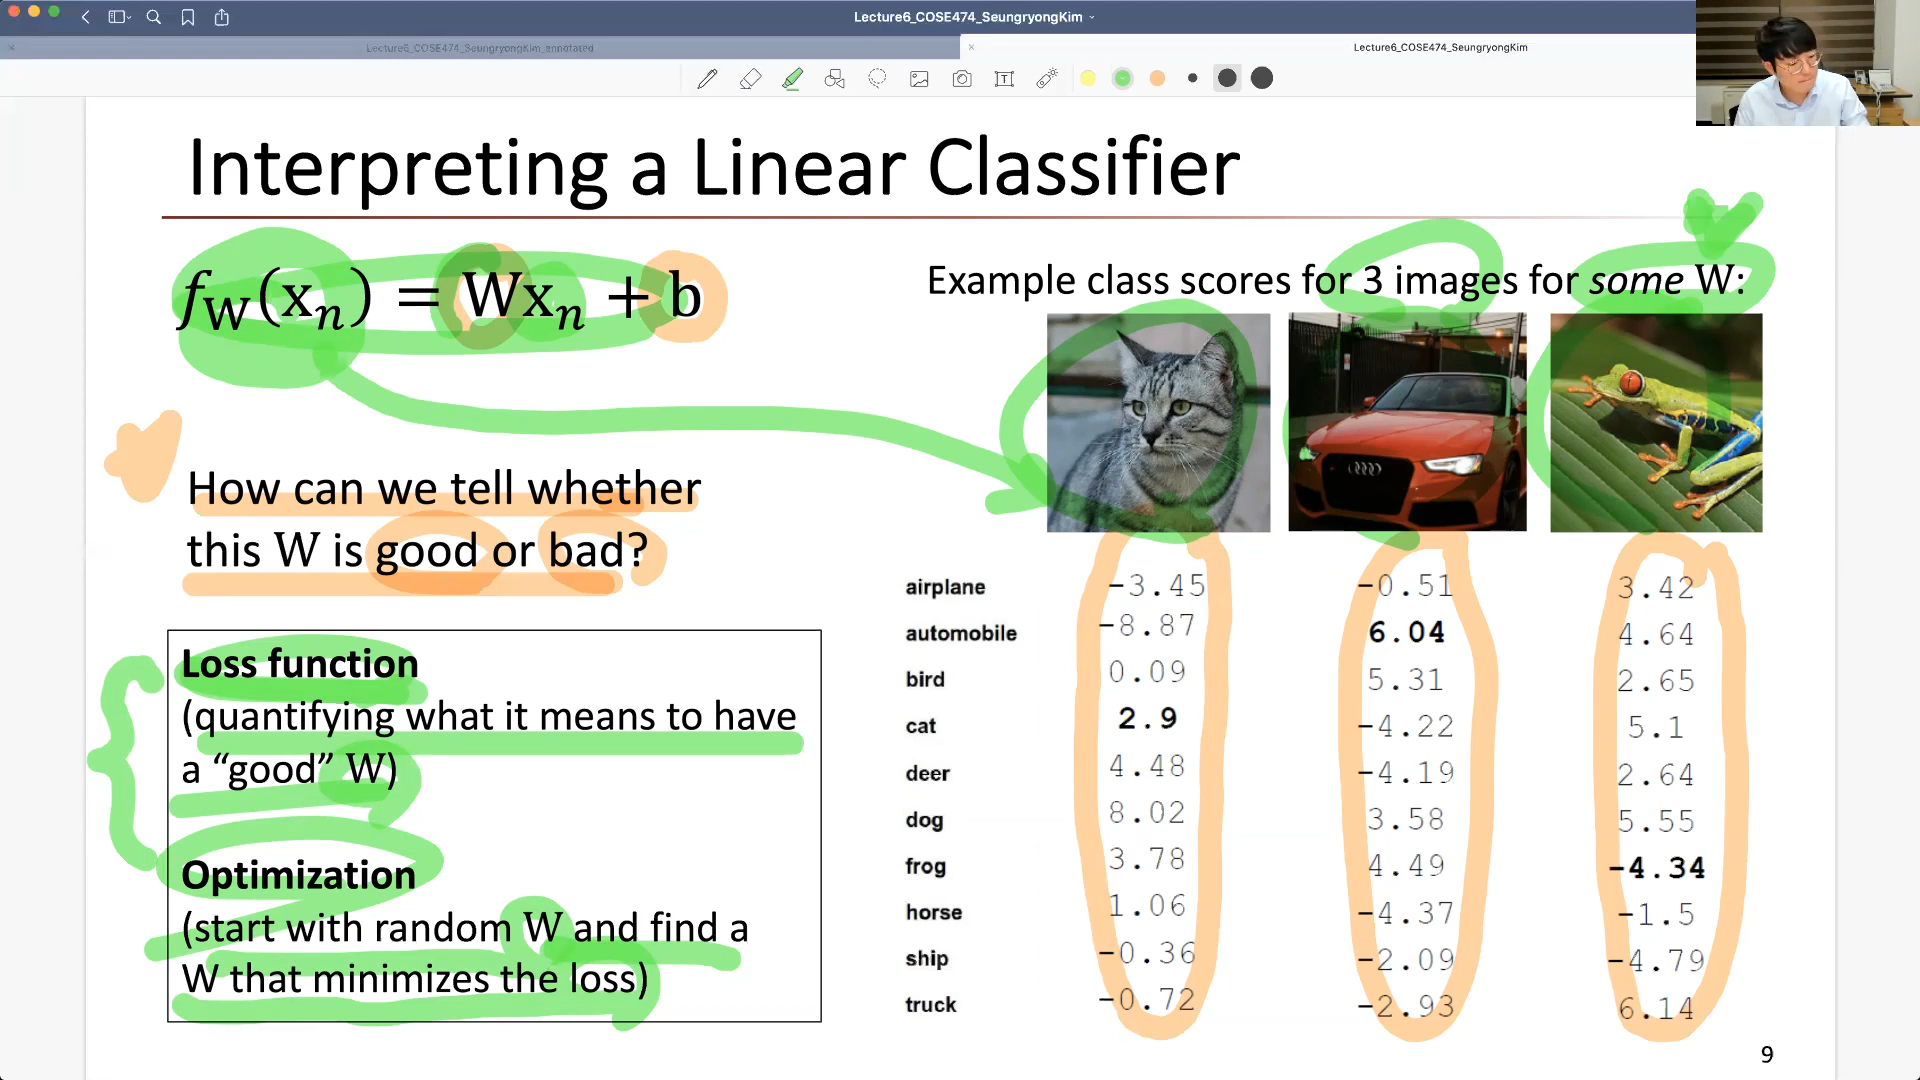 Lecture6_COSE474_SeungryongKim
Lecture6_COSE474_SeungryongKim_annotated
Lecture6_COSE474_SeungryongKim
Interpreting a Linear Classifier
f_W(x_n) = Wx_n + b
Example class scores for 3 images for some W:
How can we tell whether
this W is good or bad?
Loss function
(quantifying what it means to have
a “good” W)
Optimization
(start with random W and find a
W that minimizes the loss)
airplane -3.45 -0.51 3.42
automobile -8.87 6.04 4.64
bird 0.09 5.31 2.65
cat 2.9 -4.22 5.1
deer 4.48 -4.19 2.64
dog 8.02 3.58 5.55
frog 3.78 4.49 -4.34
horse 1.06 -4.37 -1.5
ship -0.36 -2.09 -4.79
truck -0.72 -2.93 6.14
9